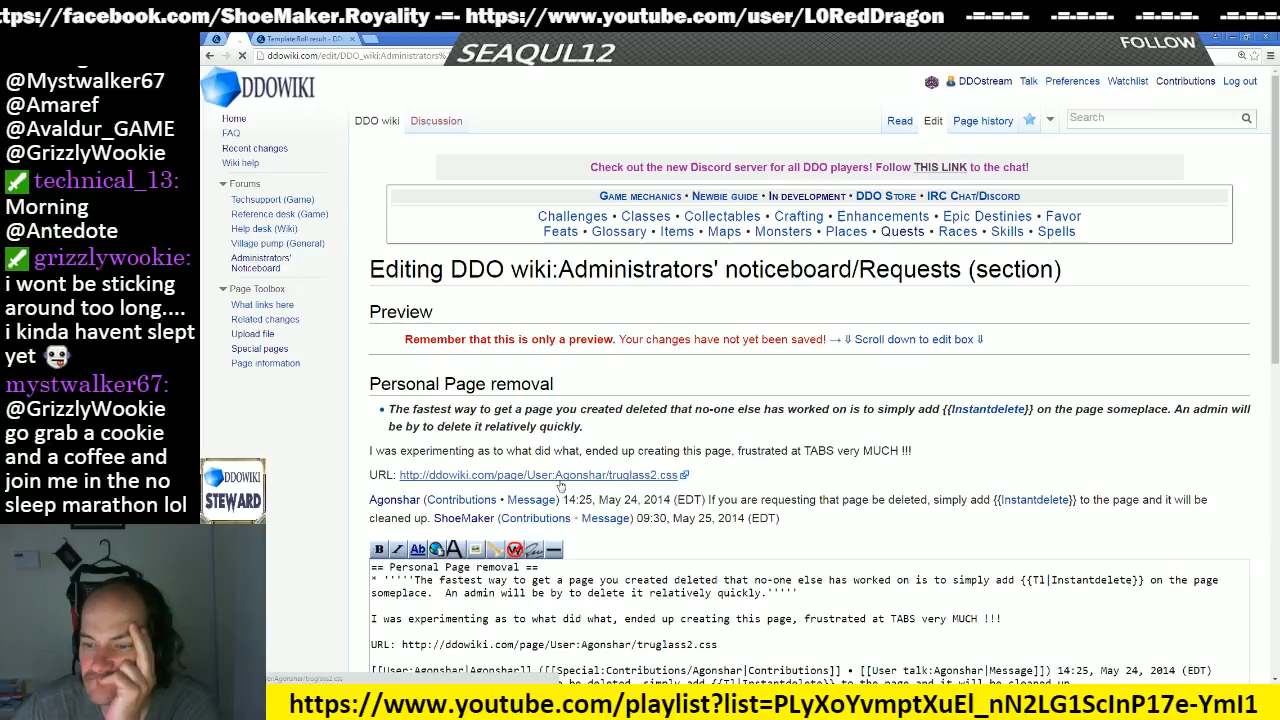 ttps://facebook.com/ShoeMaker.Royality -=- https://www.youtube.com/user/L0RedDragon -=-=-=- -=-=-=- -=-=-=- -=-=
@Mystwalker67
@Amaref
@Avaldur_GAME
@GrizzlyWookie
technical_13:
Morning
@Antedote
grizzlywookie:
i wont be sticking
around too long....
i kinda havent slept
yet
mystwalker67:
@GrizzlyWookie
go grab a cookie
and a coffee and
join me in the no
sleep marathon lol
Template:Roll result - DD
ddowiki.com/edit/DDO_wiki:Administrators%
SEAQUL12
FOLLOW
DDOWIKI
DDOstream Talk Preferences Watchlist Contributions Log out
DDO wiki Discussion Read Edit Page history Search
Home
FAQ
Recent changes
Wiki help
Forums
Techsupport (Game)
Reference desk (Game)
Help desk (Wiki)
Village pump (General)
Administrators'
Noticeboard
Page Toolbox
What links here
Related changes
Upload file
Special pages
Page information
DDOWIKI
STEWARD
Check out the new Discord server for all DDO players! Follow THIS LINK to the chat!
Game mechanics • Newbie guide • In development • DDO Store • IRC Chat/Discord
Challenges • Classes • Collectables • Crafting • Enhancements • Epic Destinies • Favor
Feats • Glossary • Items • Maps • Monsters • Places • Quests • Races • Skills • Spells
Editing DDO wiki:Administrators' noticeboard/Requests (section)
Preview
Remember that this is only a preview. Your changes have not yet been saved! → ⇓ Scroll down to edit box ⇓
Personal Page removal
• The fastest way to get a page you created deleted that no-one else has worked on is to simply add {{Instantdelete}} on the page someplace. An admin will
be by to delete it relatively quickly.
I was experimenting as to what did what, ended up creating this page, frustrated at TABS very MUCH !!!
URL: http://ddowiki.com/page/User:Agonshar/truglass2.css
Agonshar (Contributions • Message) 14:25, May 24, 2014 (EDT) If you are requesting that page be deleted, simply add {{Instantdelete}} to the page and it will be
cleaned up. ShoeMaker (Contributions • Message) 09:30, May 25, 2014 (EDT)
B I Ab A
== Personal Page removal ==
* '''''The fastest way to get a page you created deleted that no-one else has worked on is to simply add {{Tl|Instantdelete}} on the page
someplace. An admin will be by to delete it relatively quickly.'''''
I was experimenting as to what did what, ended up creating this page, frustrated at TABS very MUCH !!!
URL: http://ddowiki.com/page/User:Agonshar/truglass2.css
[[User:Agonshar|Agonshar]] ([[Special:Contributions/Agonshar|Contributions]] • [[User talk:Agonshar|Message]]) 14:25, May 24, 2014 (EDT)
https://www.youtube.com/playlist?list=PLyXoYvmptXuEl_nN2LG1ScInP17e-YmI1